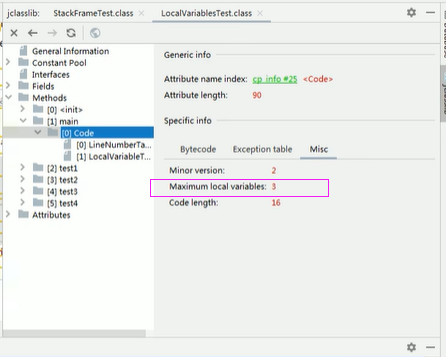 jclasslib: StackFrameTest.class × LocalVariablesTest.class ×
General Information
Constant Pool
Interfaces
Fields
Methods
[0] <init>
[1] main
[0] Code
[0] LineNumberTa...
[1] LocalVariableT...
[2] test1
[3] test2
[4] test3
[5] test4
Attributes
Generic info
Attribute name index: cp_info #25 <Code>
Attribute length: 90
Specific info
Bytecode Exception table Misc
Minor version: 2
Maximum local variables: 3
Code length: 16